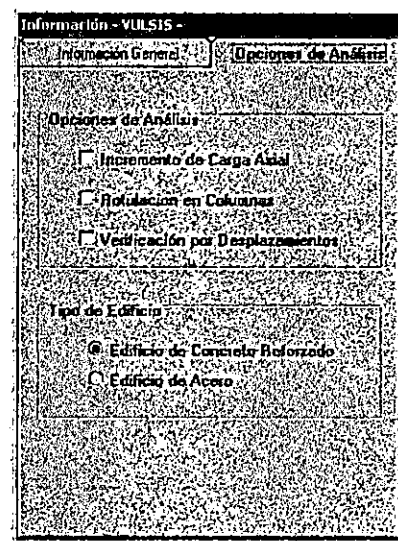 Información - VULSIS -
Información General
Opciones de Análisis
Opciones de Análisis
Incremento de Carga Axial
Rotulación en Columnas
Verificación por Desplazamientos
Tipo de Edificio
Edificio de Concreto Reforzado
Edificio de Acero